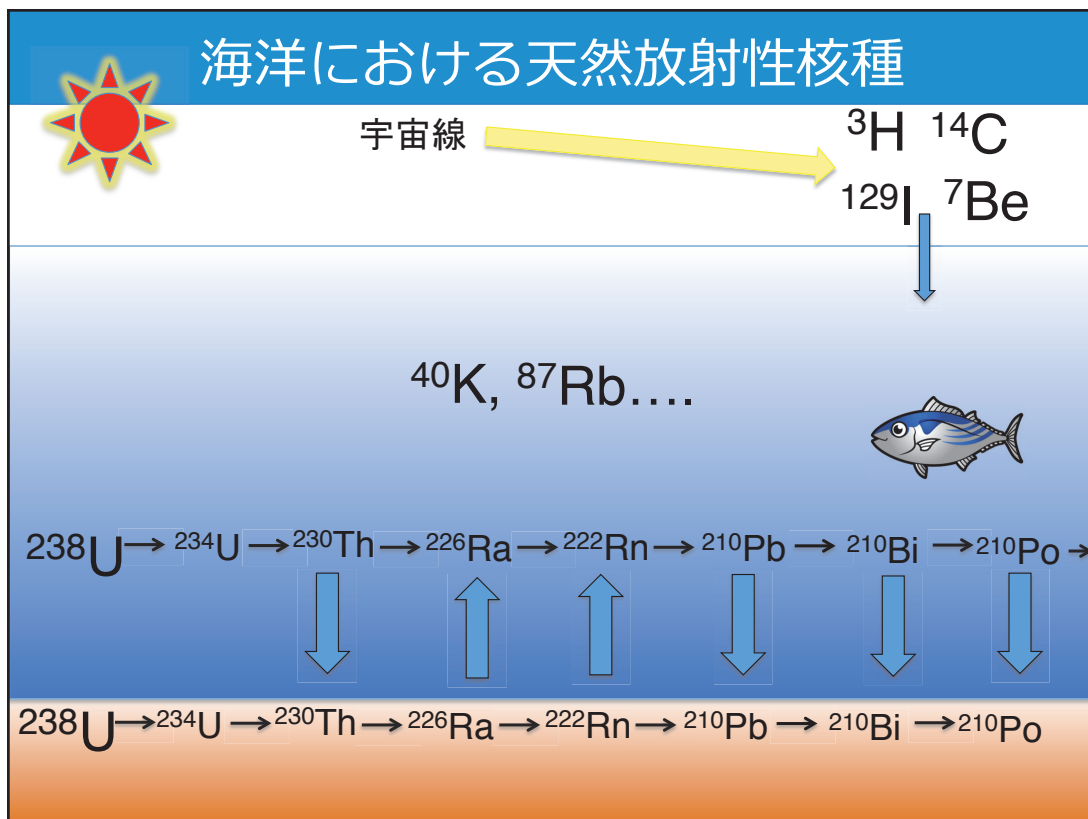 海洋における天然放射性核種
宇宙線
³H ¹⁴C
¹²⁹I ⁷Be
⁴⁰K, ⁸⁷Rb....
²³⁸U→²³⁴U→²³⁰Th→²²⁶Ra→²²²Rn→²¹⁰Pb→²¹⁰Bi→²¹⁰Po→
²³⁸U→²³⁴U→²³⁰Th→²²⁶Ra→²²²Rn→²¹⁰Pb→²¹⁰Bi→²¹⁰Po